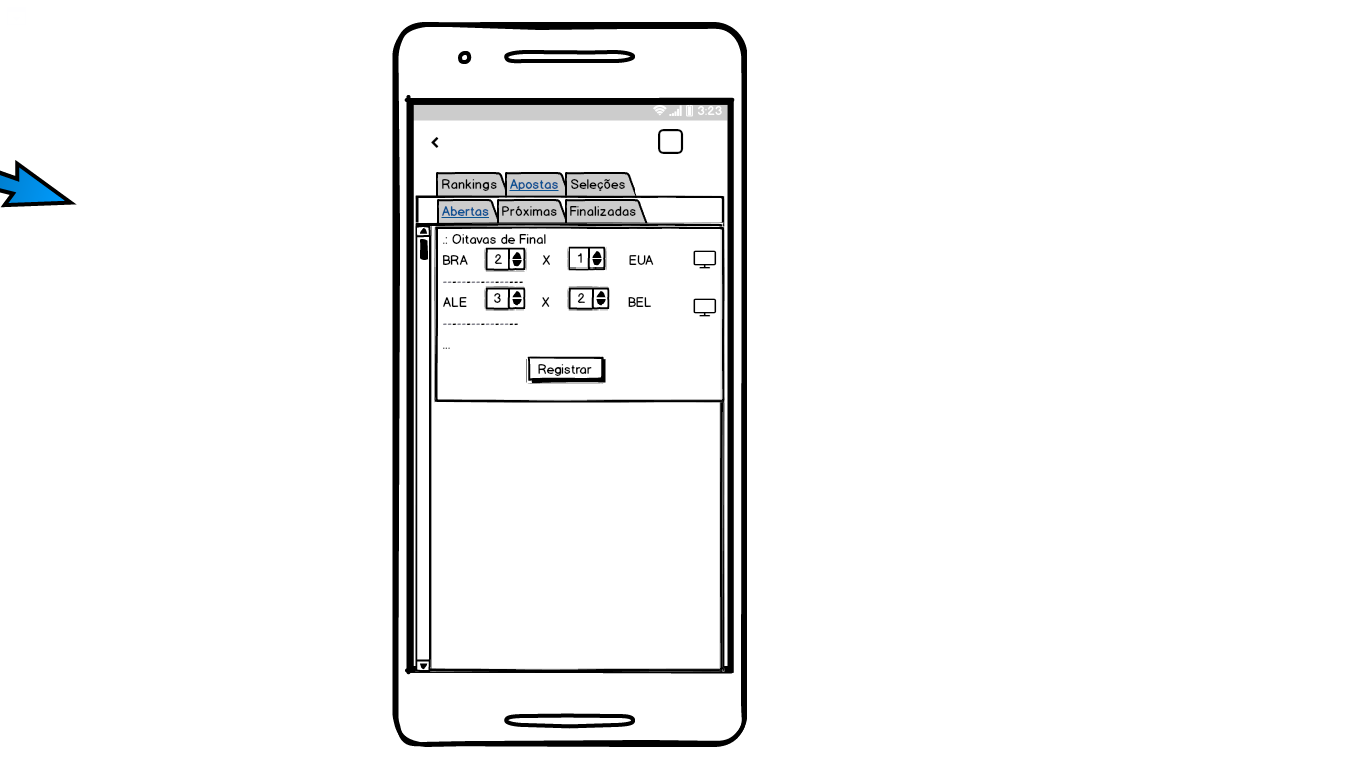 3:23
<
Rankings Apostas Seleções
Abertas Próximas Finalizadas
.: Oitavas de Final
BRA 2 X 1 EUA
--------------------
ALE 3 X 2 BEL
-------------------
...
Registrar